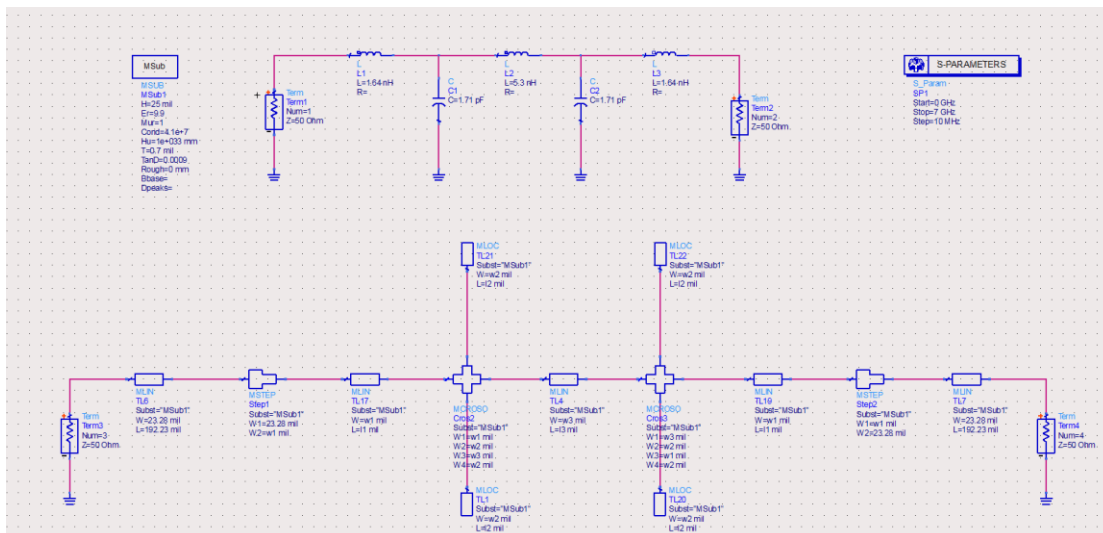 MSub
MSUB
MSub1
H=25 mil
Er=9.9
Mur=1
Cond=4.1e+7
Hu=1e+033 mm
T=0.7 mil
TanD=0.0009
Rough=0 mm
Bbase=
Dpeaks=
Term
Term1
Num=1
Z=50 Ohm
L
L1
L=1.64 nH
R=
C
C1
C=1.71 pF
L
L2
L=5.3 nH
R=
C
C2
C=1.71 pF
L
L3
L=1.64 nH
R=
Term
Term2
Num=2
Z=50 Ohm
S-PARAMETERS
S_Param
SP1
Start=0 GHz
Stop=7 GHz
Step=10 MHz
MLOC
TL21
Subst="MSub1"
W=w2 mil
L=l2 mil
MLOC
TL22
Subst="MSub1"
W=w2 mil
L=l2 mil
Term
Term3
Num=3
Z=50 Ohm
MLIN
TL6
Subst="MSub1"
W=23.28 mil
L=192.23 mil
MSTEP
Step1
Subst="MSub1"
W1=23.28 mil
W2=w1 mil
MLIN
TL17
Subst="MSub1"
W=w1 mil
L=l1 mil
MCROSO
Cros2
Subst="MSub1"
W1=w1 mil
W2=w2 mil
W3=w3 mil
W4=w2 mil
MLIN
TL4
Subst="MSub1"
W=w3 mil
L=l3 mil
MCROSO
Cros3
Subst="MSub1"
W1=w3 mil
W2=w2 mil
W3=w1 mil
W4=w2 mil
MLIN
TL19
Subst="MSub1"
W=w1 mil
L=l1 mil
MSTEP
Step2
Subst="MSub1"
W1=w1 mil
W2=23.28 mil
MLIN
TL7
Subst="MSub1"
W=23.28 mil
L=192.23 mil
Term
Term4
Num=4
Z=50 Ohm
MLOC
TL1
Subst="MSub1"
W=w2 mil
L=l2 mil
MLOC
TL20
Subst="MSub1"
W=w2 mil
L=l2 mil